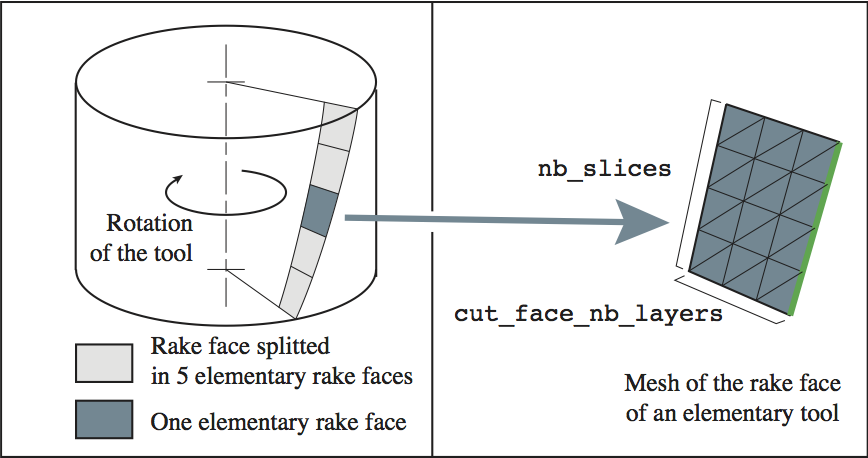 Rotation
of the tool
Rake face splitted
in 5 elementary rake faces
One elementary rake face
nb_slices
cut_face_nb_layers
Mesh of the rake face
of an elementary tool